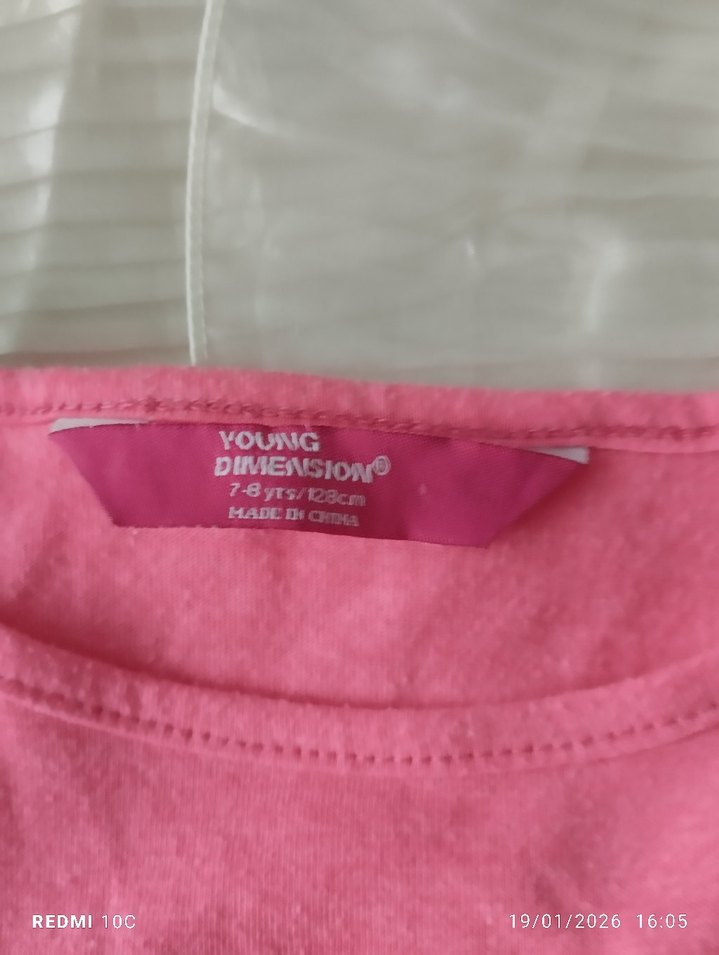 YOUNG
DIMENSION®
7-8 yrs/128cm
MADE IN CHINA
REDMI 10C
19/01/2026 16:05